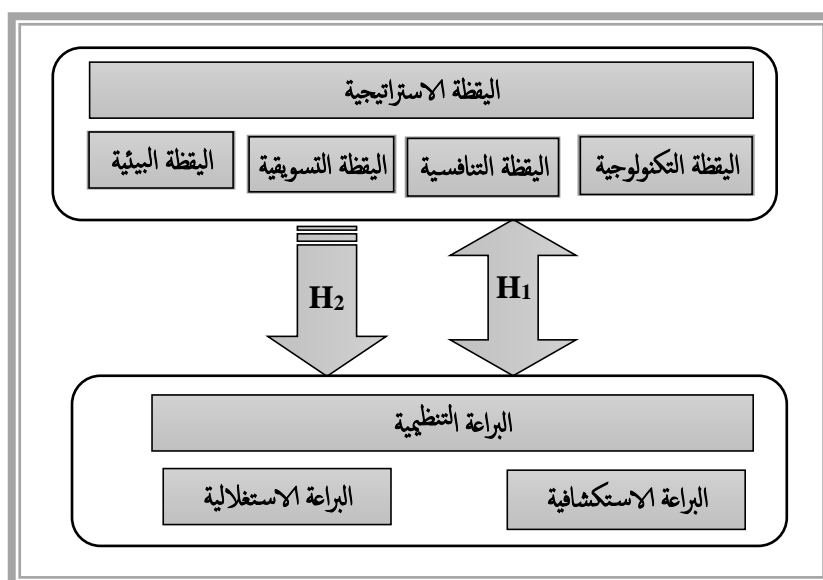 اليقظة الاستراتيجية
اليقظة التكنولوجية
اليقظة التنافسية
اليقظة التسويقية
اليقظة البيئية
H1
H2
البراعة التنظيمية
البراعة الاستكشافية
البراعة الاستغلالية